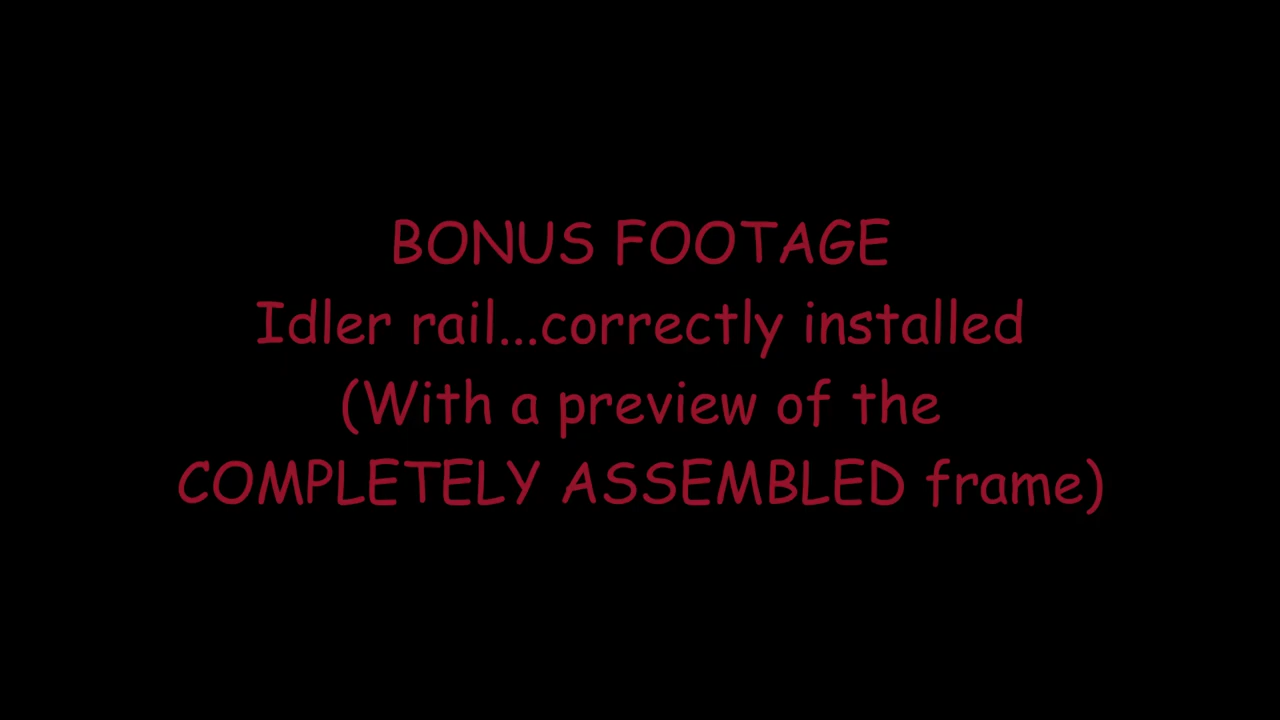 BONUS FOOTAGE
Idler rail...correctly installed
(With a preview of the
COMPLETELY ASSEMBLED frame)